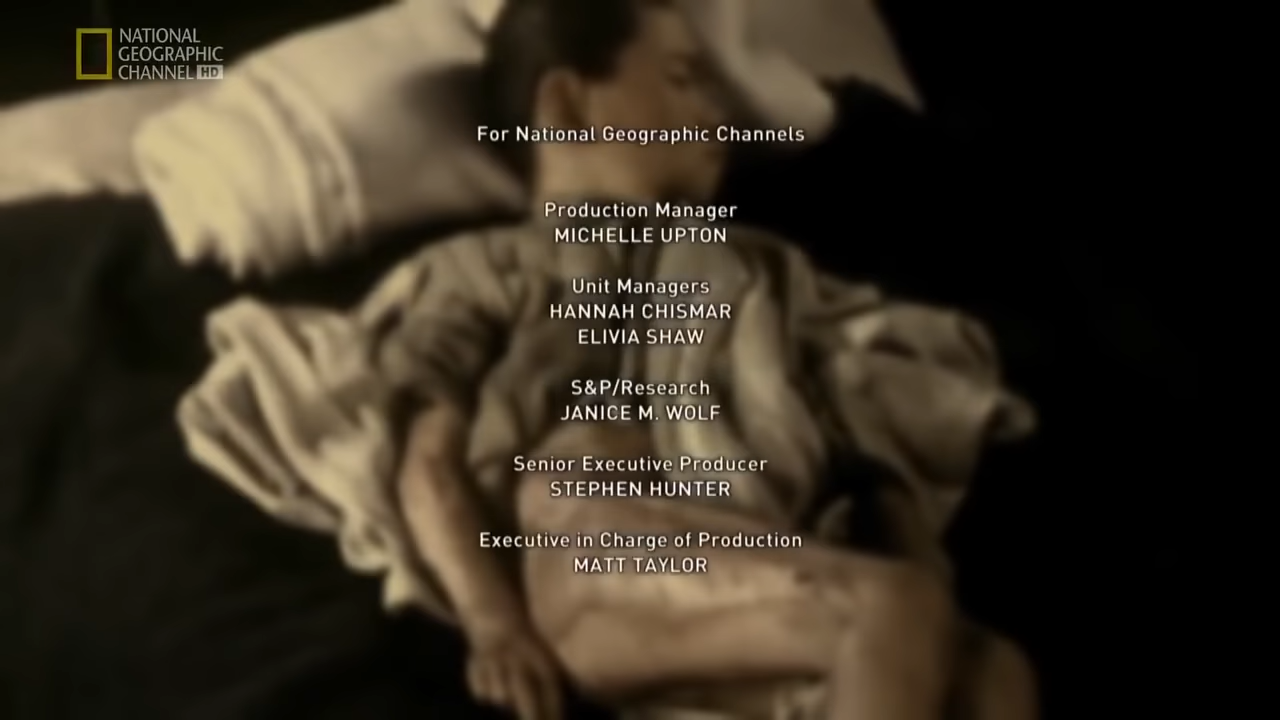 NATIONAL
GEOGRAPHIC
CHANNEL HD
For National Geographic Channels
Production Manager
MICHELLE UPTON
Unit Managers
HANNAH CHISMAR
ELIVIA SHAW
S&P/Research
JANICE M. WOLF
Senior Executive Producer
STEPHEN HUNTER
Executive in Charge of Production
MATT TAYLOR